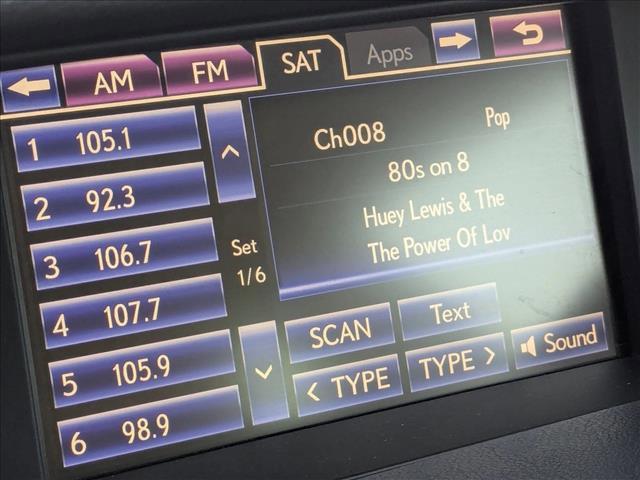 AM FM SAT Apps
1 105.1
2 92.3
3 106.7
4 107.7
5 105.9
6 98.9
Set
1/6
Ch008 Pop
80s on 8
Huey Lewis & The
The Power Of Lov
SCAN Text
< TYPE TYPE > Sound